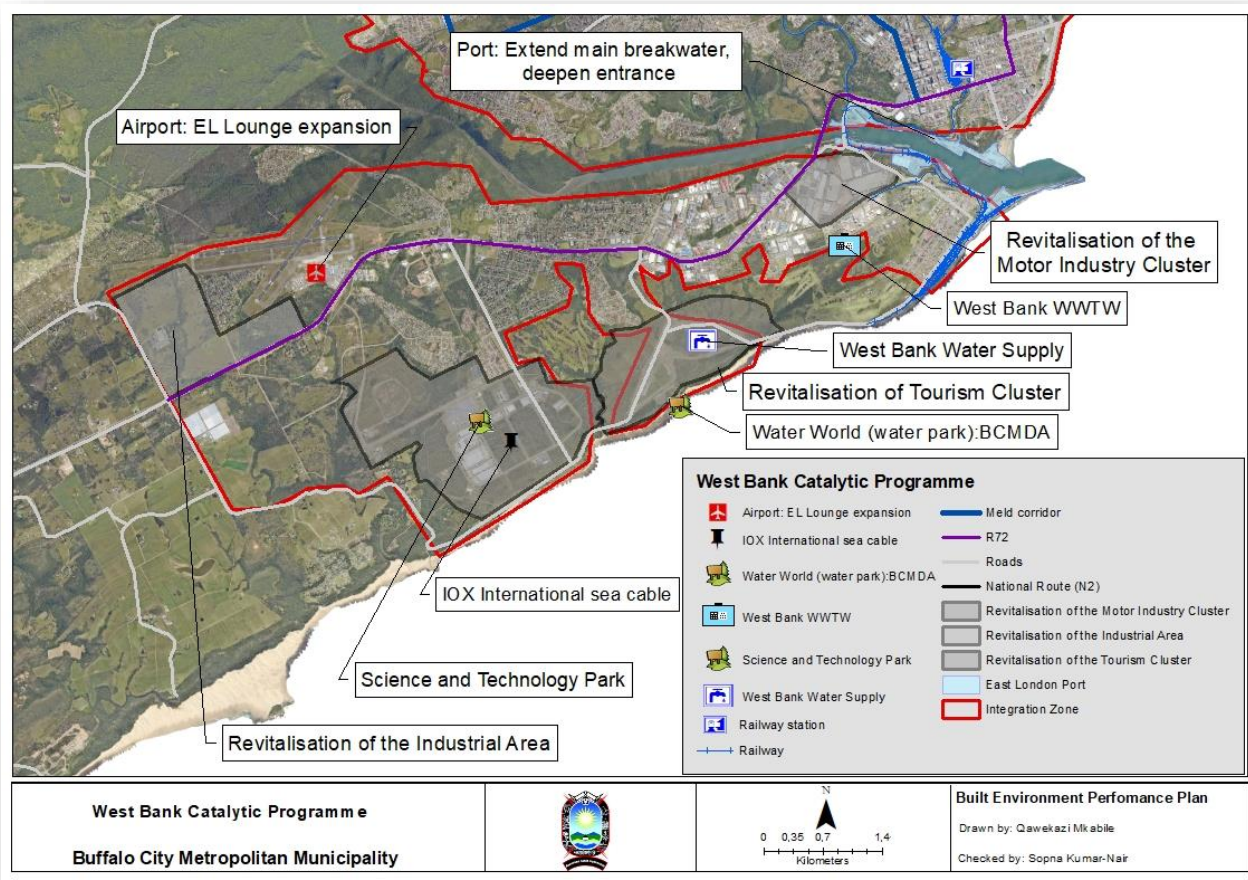 Port: Extend main breakwater,
deepen entrance
Airport: EL Lounge expansion
Revitalisation of the
Motor Industry Cluster
West Bank WWTW
West Bank Water Supply
Revitalisation of Tourism Cluster
Water World (water park):BCMDA
IOX International sea cable
Science and Technology Park
Revitalisation of the Industrial Area
West Bank Catalytic Programme
Airport: EL Lounge expansion
IOX International sea cable
Water World (water park):BCMDA
West Bank WWTW
Science and Technology Park
West Bank Water Supply
Railway station
Railway
Meld corridor
R72
Roads
National Route (N2)
Revitalisation of the Motor Industry Cluster
Revitalisation of the Industrial Area
Revitalisation of the Tourism Cluster
East London Port
Integration Zone
West Bank Catalytic Programme
Buffalo City Metropolitan Municipality
N
0 0,35 0,7 1,4
Kilometers
Built Environment Perfomance Plan
Drawn by: Qawekazi Mkabile
Checked by: Sopna Kumar-Nair